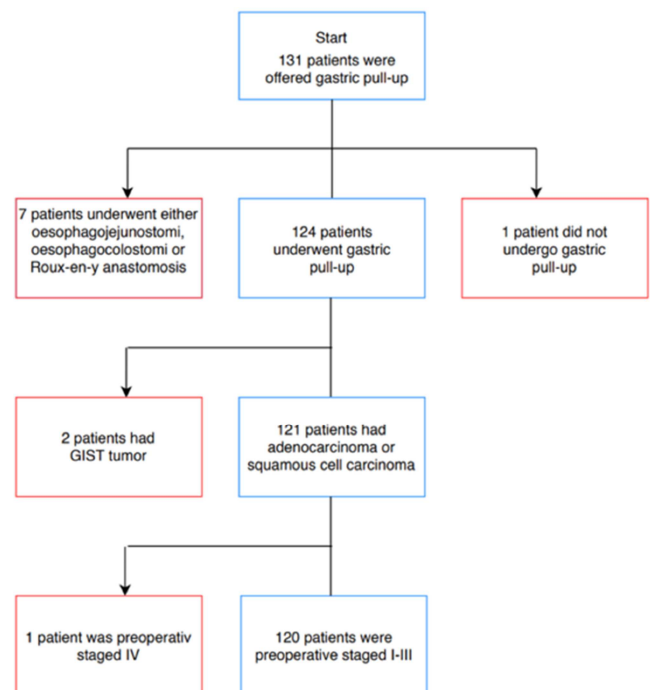 Start
131 patients were
offered gastric pull-up
7 patients underwent either
oesophagojejunostomi,
oesophagocolostomi or
Roux-en-y anastomosis
124 patients
underwent gastric
pull-up
1 patient did not
undergo gastric
pull-up
2 patients had
GIST tumor
121 patients had
adenocarcinoma or
squamous cell carcinoma
1 patient was preoperativ
staged IV
120 patients were
preoperative staged I-III